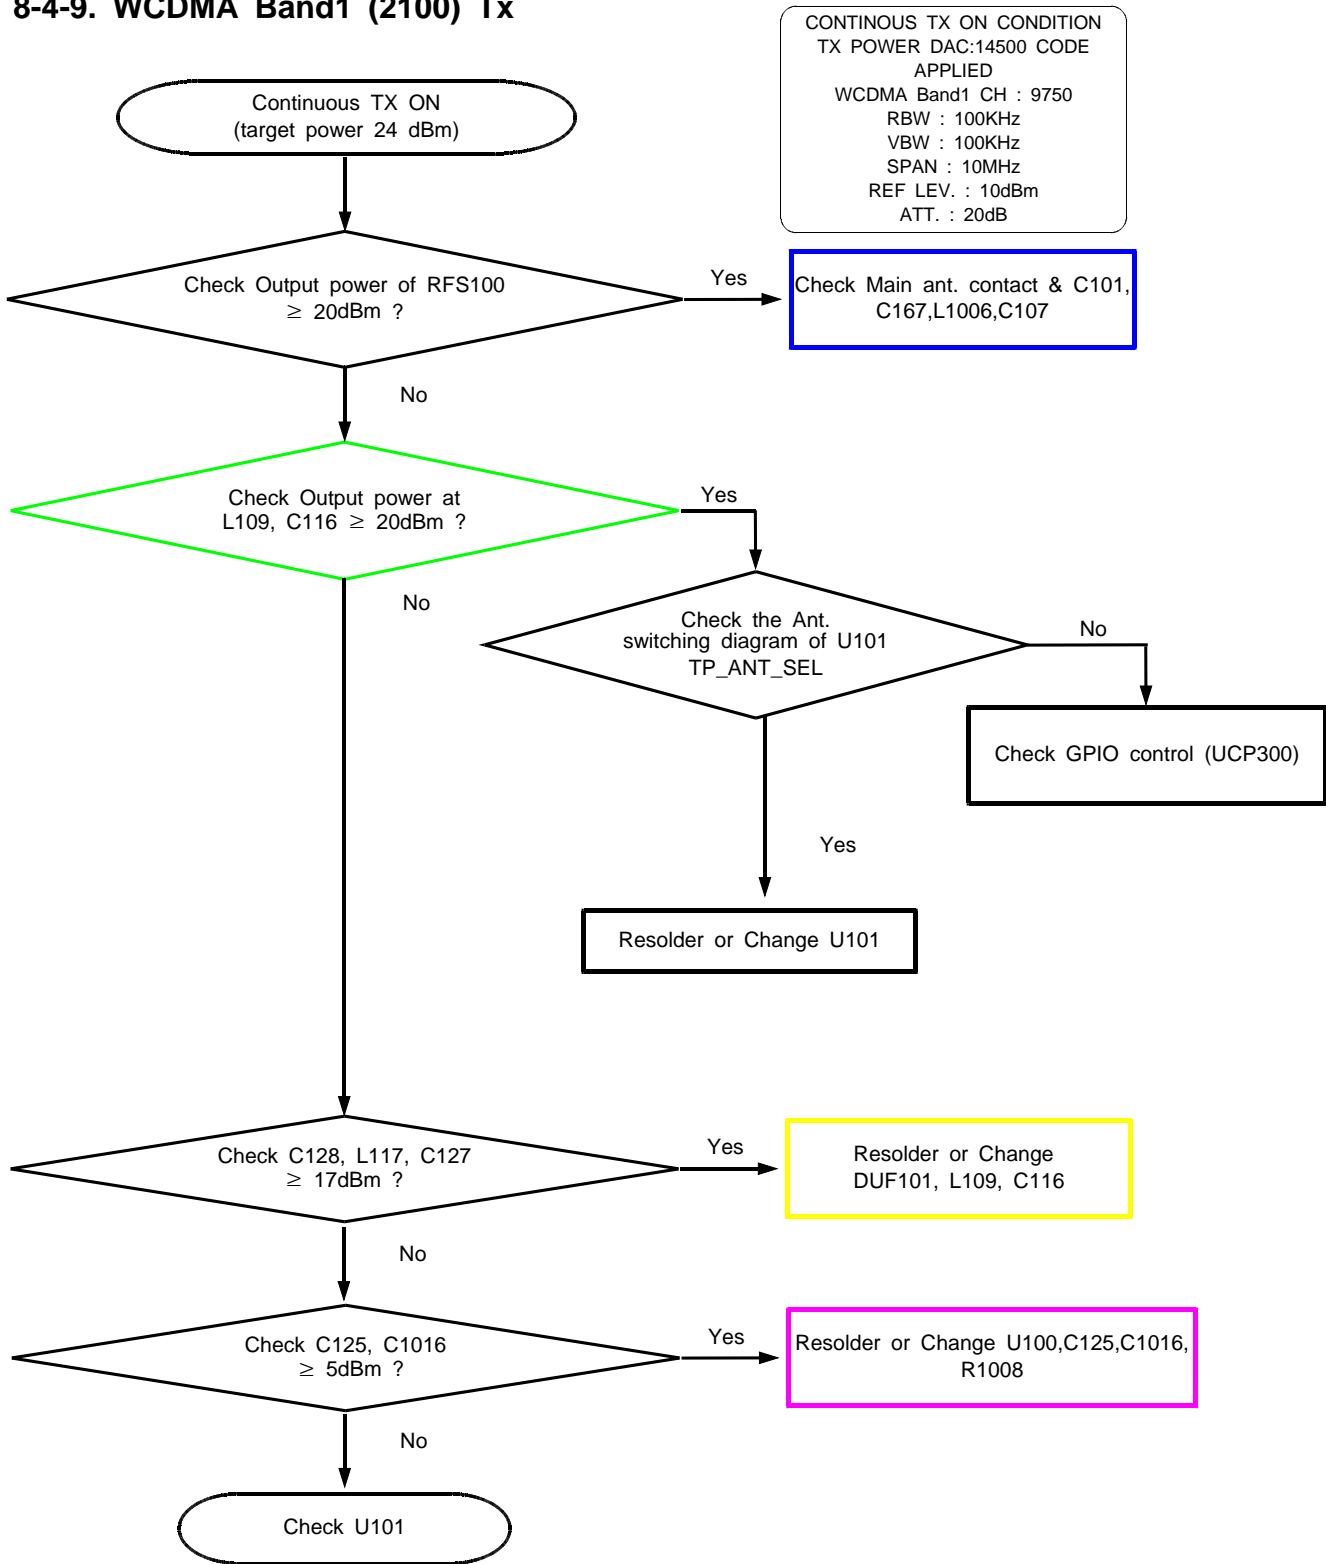 8-4-9. WCDMA Band1 (2100) Tx
CONTINOUS TX ON CONDITION
TX POWER DAC:14500 CODE
APPLIED
WCDMA Band1 CH : 9750
RBW : 100KHz
VBW : 100KHz
SPAN : 10MHz
REF LEV. : 10dBm
ATT. : 20dB
Continuous TX ON
(target power 24 dBm)
Check Output power of RFS100
≥ 20dBm ?
Yes
Check Main ant. contact & C101,
C167,L1006,C107
No
Check Output power at
L109, C116 ≥ 20dBm ?
Yes
No
Check the Ant.
switching diagram of U101
TP_ANT_SEL
No
Check GPIO control (UCP300)
Yes
Resolder or Change U101
Check C128, L117, C127
≥ 17dBm ?
Yes
Resolder or Change
DUF101, L109, C116
No
Check C125, C1016
≥ 5dBm ?
Yes
Resolder or Change U100,C125,C1016,
R1008
No
Check U101